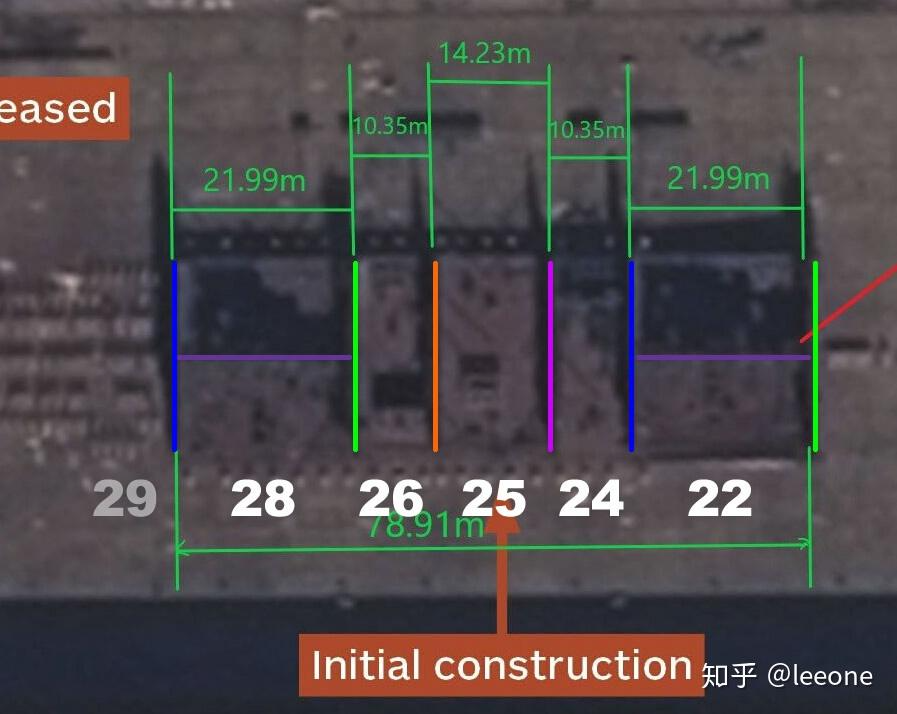 14.23m
eased
10.35m
10.35m
21.99m
21.99m
29
28
26
25
24
22
78.91m
Initial construction
知乎 @leeone